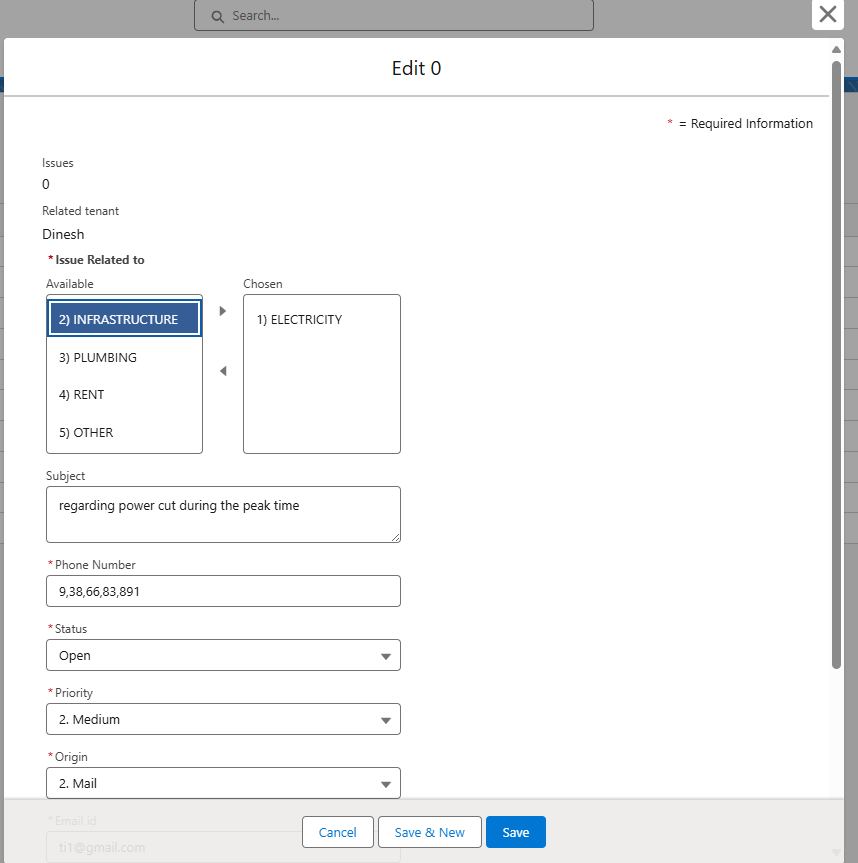 Search...
Edit 0
* = Required Information
Issues
0
Related tenant
Dinesh
*Issue Related to
Available
Chosen
2) INFRASTRUCTURE
1) ELECTRICITY
3) PLUMBING
4) RENT
5) OTHER
Subject
regarding power cut during the peak time
*Phone Number
9,38,66,83,891
*Status
Open
*Priority
2. Medium
*Origin
2. Mail
*Email id
ti1@gmail.com
Cancel
Save & New
Save